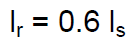 Iᵣ = 0.6 Iₛ